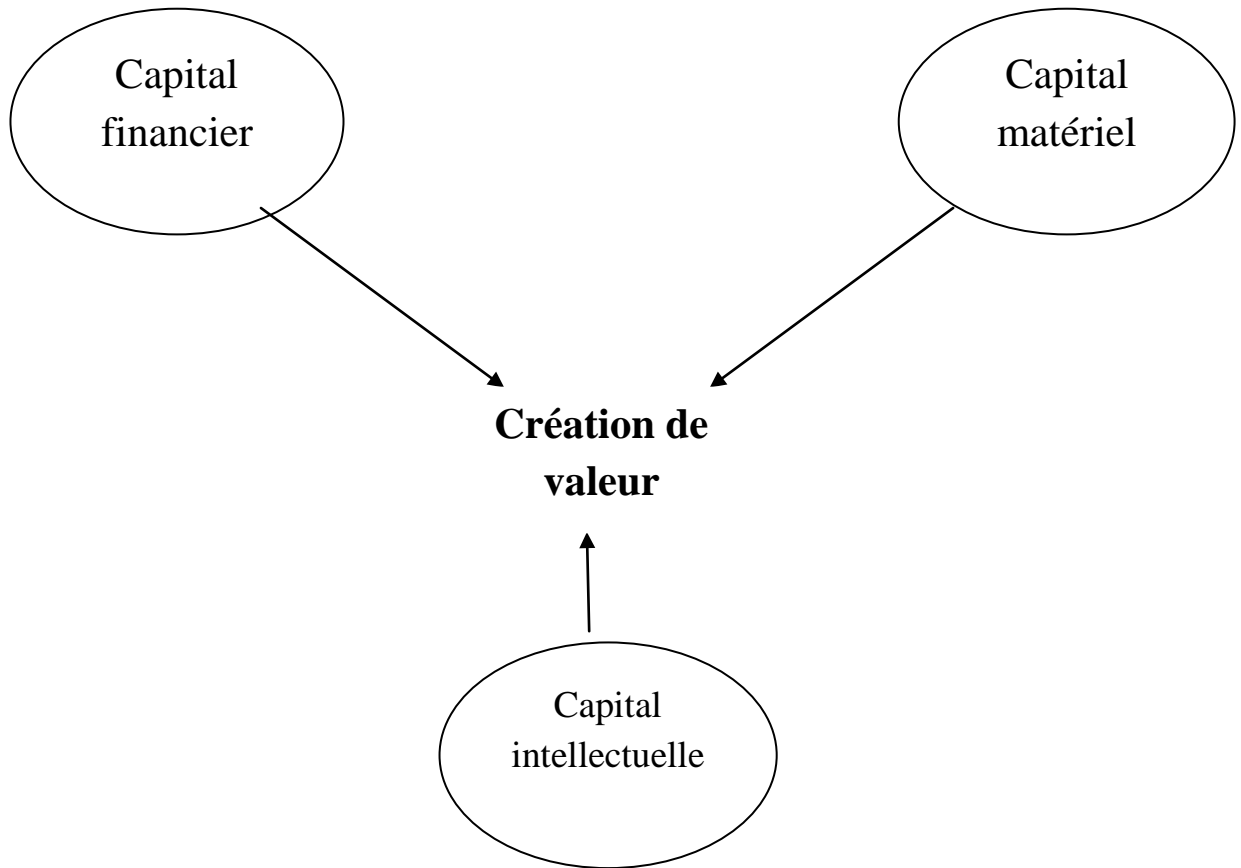 Capital
financier
Capital
matériel
Création de
valeur
Capital
intellectuelle